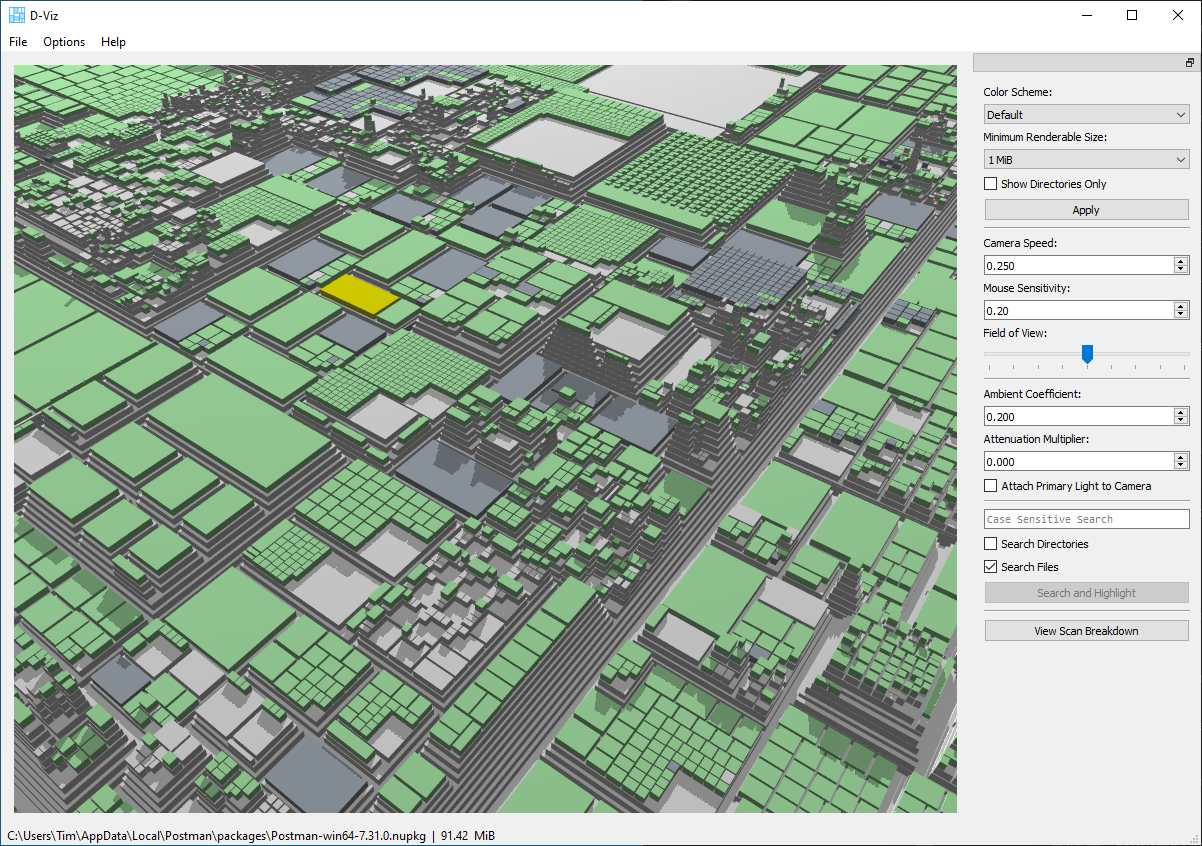 D-Viz
File Options Help
Color Scheme:
Default
Minimum Renderable Size:
1 MiB
Show Directories Only
Apply
Camera Speed:
0.250
Mouse Sensitivity:
0.20
Field of View:
Ambient Coefficient:
0.200
Attenuation Multiplier:
0.000
Attach Primary Light to Camera
Case Sensitive Search
Search Directories
Search Files
Search and Highlight
View Scan Breakdown
C:\Users\Tim\AppData\Local\Postman\packages\Postman-win64-7.31.0.nupkg | 91.42 MiB